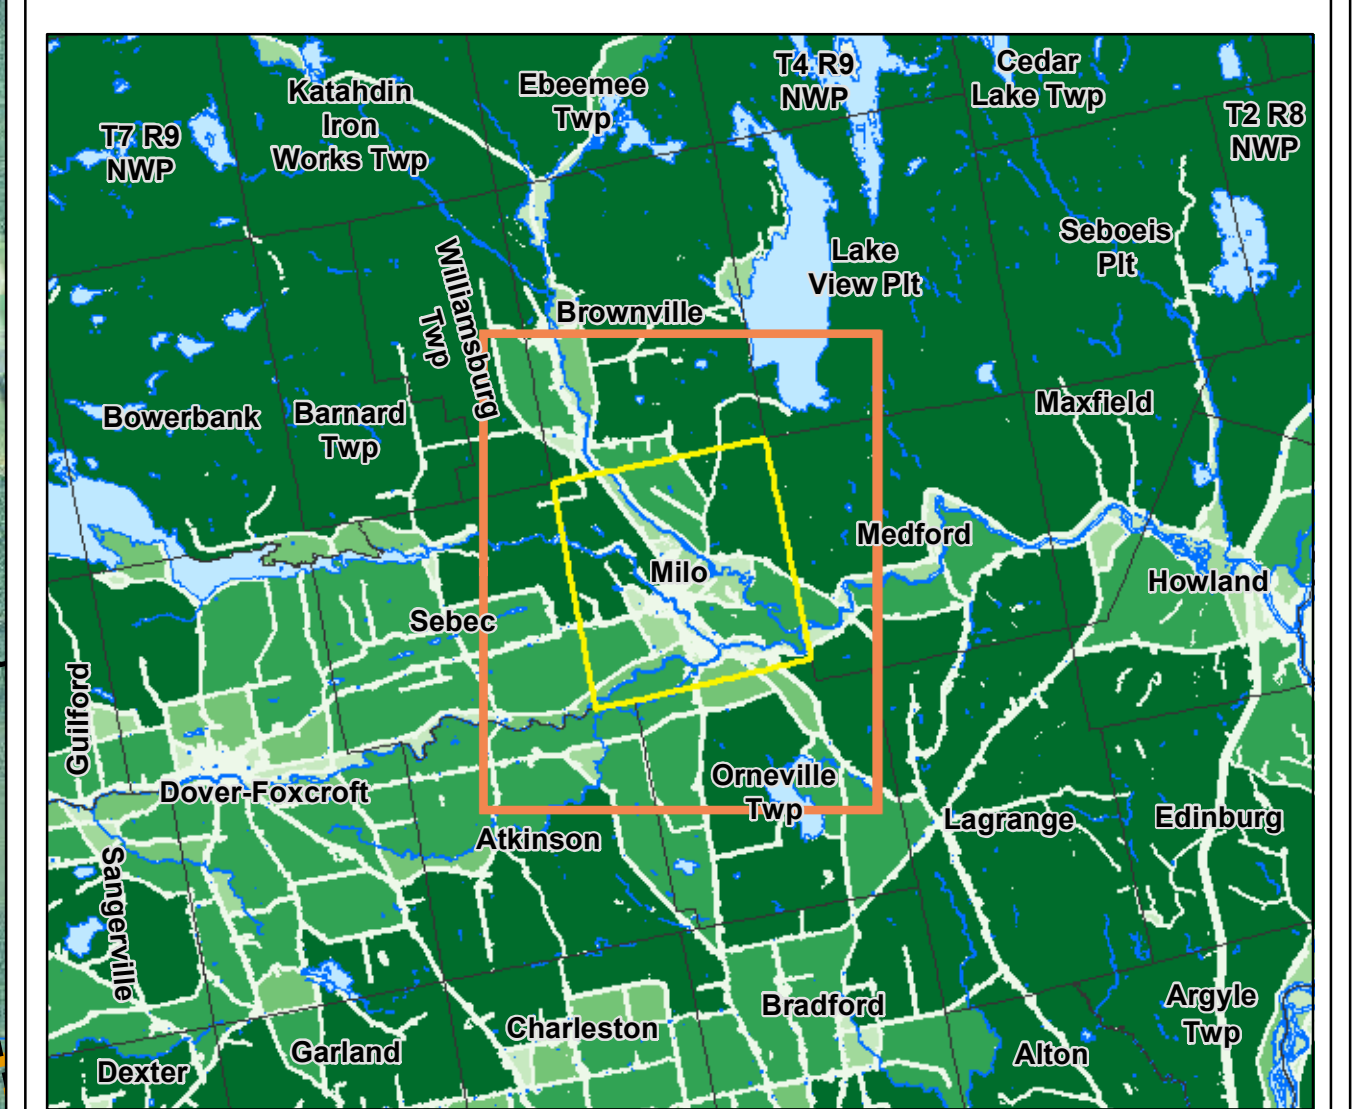 Katahdin
Iron
Works Twp
Ebeemee
Twp
T4 R9
NWP
Cedar
Lake Twp
T7 R9
NWP
T2 R8
NWP
Williamsburg
Twp
Lake
View Plt
Seboeis
Plt
Brownville
Bowerbank
Barnard
Twp
Maxfield
Medford
Milo
Howland
Sebec
Guilford
Dover-Foxcroft
Orneville
Twp
Atkinson
Lagrange
Edinburg
Sangerville
Bradford
Argyle
Twp
Charleston
Garland
Alton
Dexter